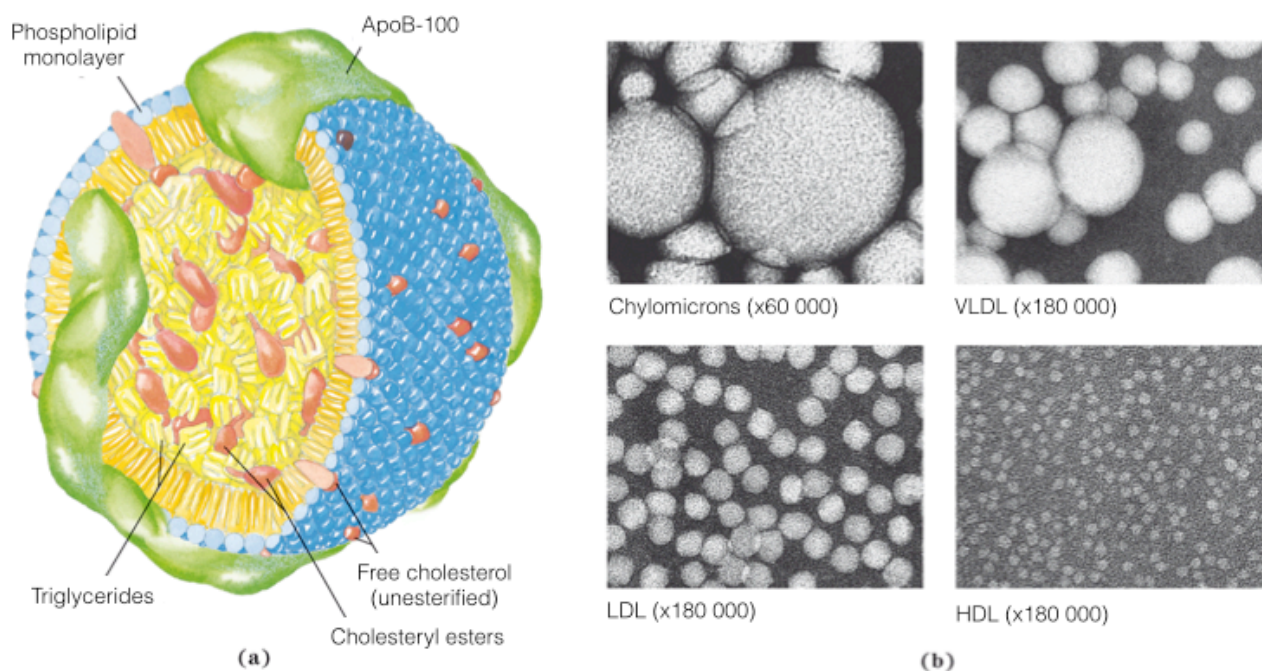 Phospholipid
monolayer
ApoB-100
Triglycerides
Free cholesterol
(unesterified)
Cholesteryl esters
(a)
Chylomicrons (x60 000)
VLDL (x180 000)
LDL (x180 000)
HDL (x180 000)
(b)